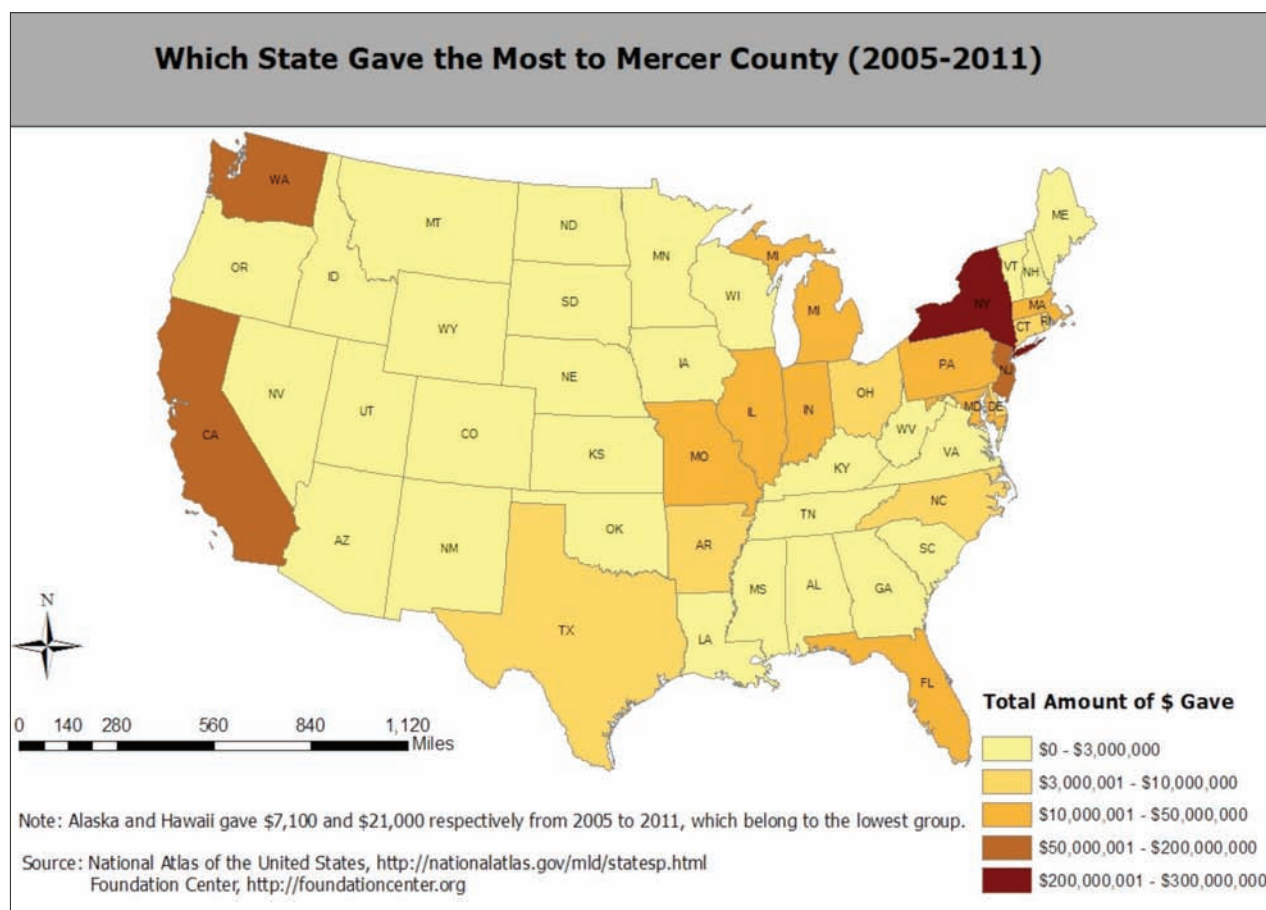 Which State Gave the Most to Mercer County (2005-2011)
WA
MT
ND
MN
ME
OR
ID
SD
WI
MI
MI
VT
NH
NY
MA
CT
RI
WY
NE
IA
PA
NJ
NV
UT
CO
KS
MO
IL
IN
OH
MD
DE
WV
VA
KY
CA
AZ
NM
OK
AR
TN
NC
SC
MS
AL
GA
TX
LA
FL
N
0 140 280 560 840 1,120
Miles
Total Amount of $ Gave
$0 - $3,000,000
$3,000,001 - $10,000,000
$10,000,001 - $50,000,000
$50,000,001 - $200,000,000
$200,000,001 - $300,000,000
Note: Alaska and Hawaii gave $7,100 and $21,000 respectively from 2005 to 2011, which belong to the lowest group.
Source: National Atlas of the United States, http://nationalatlas.gov/mld/statesp.html
Foundation Center, http://foundationcenter.org